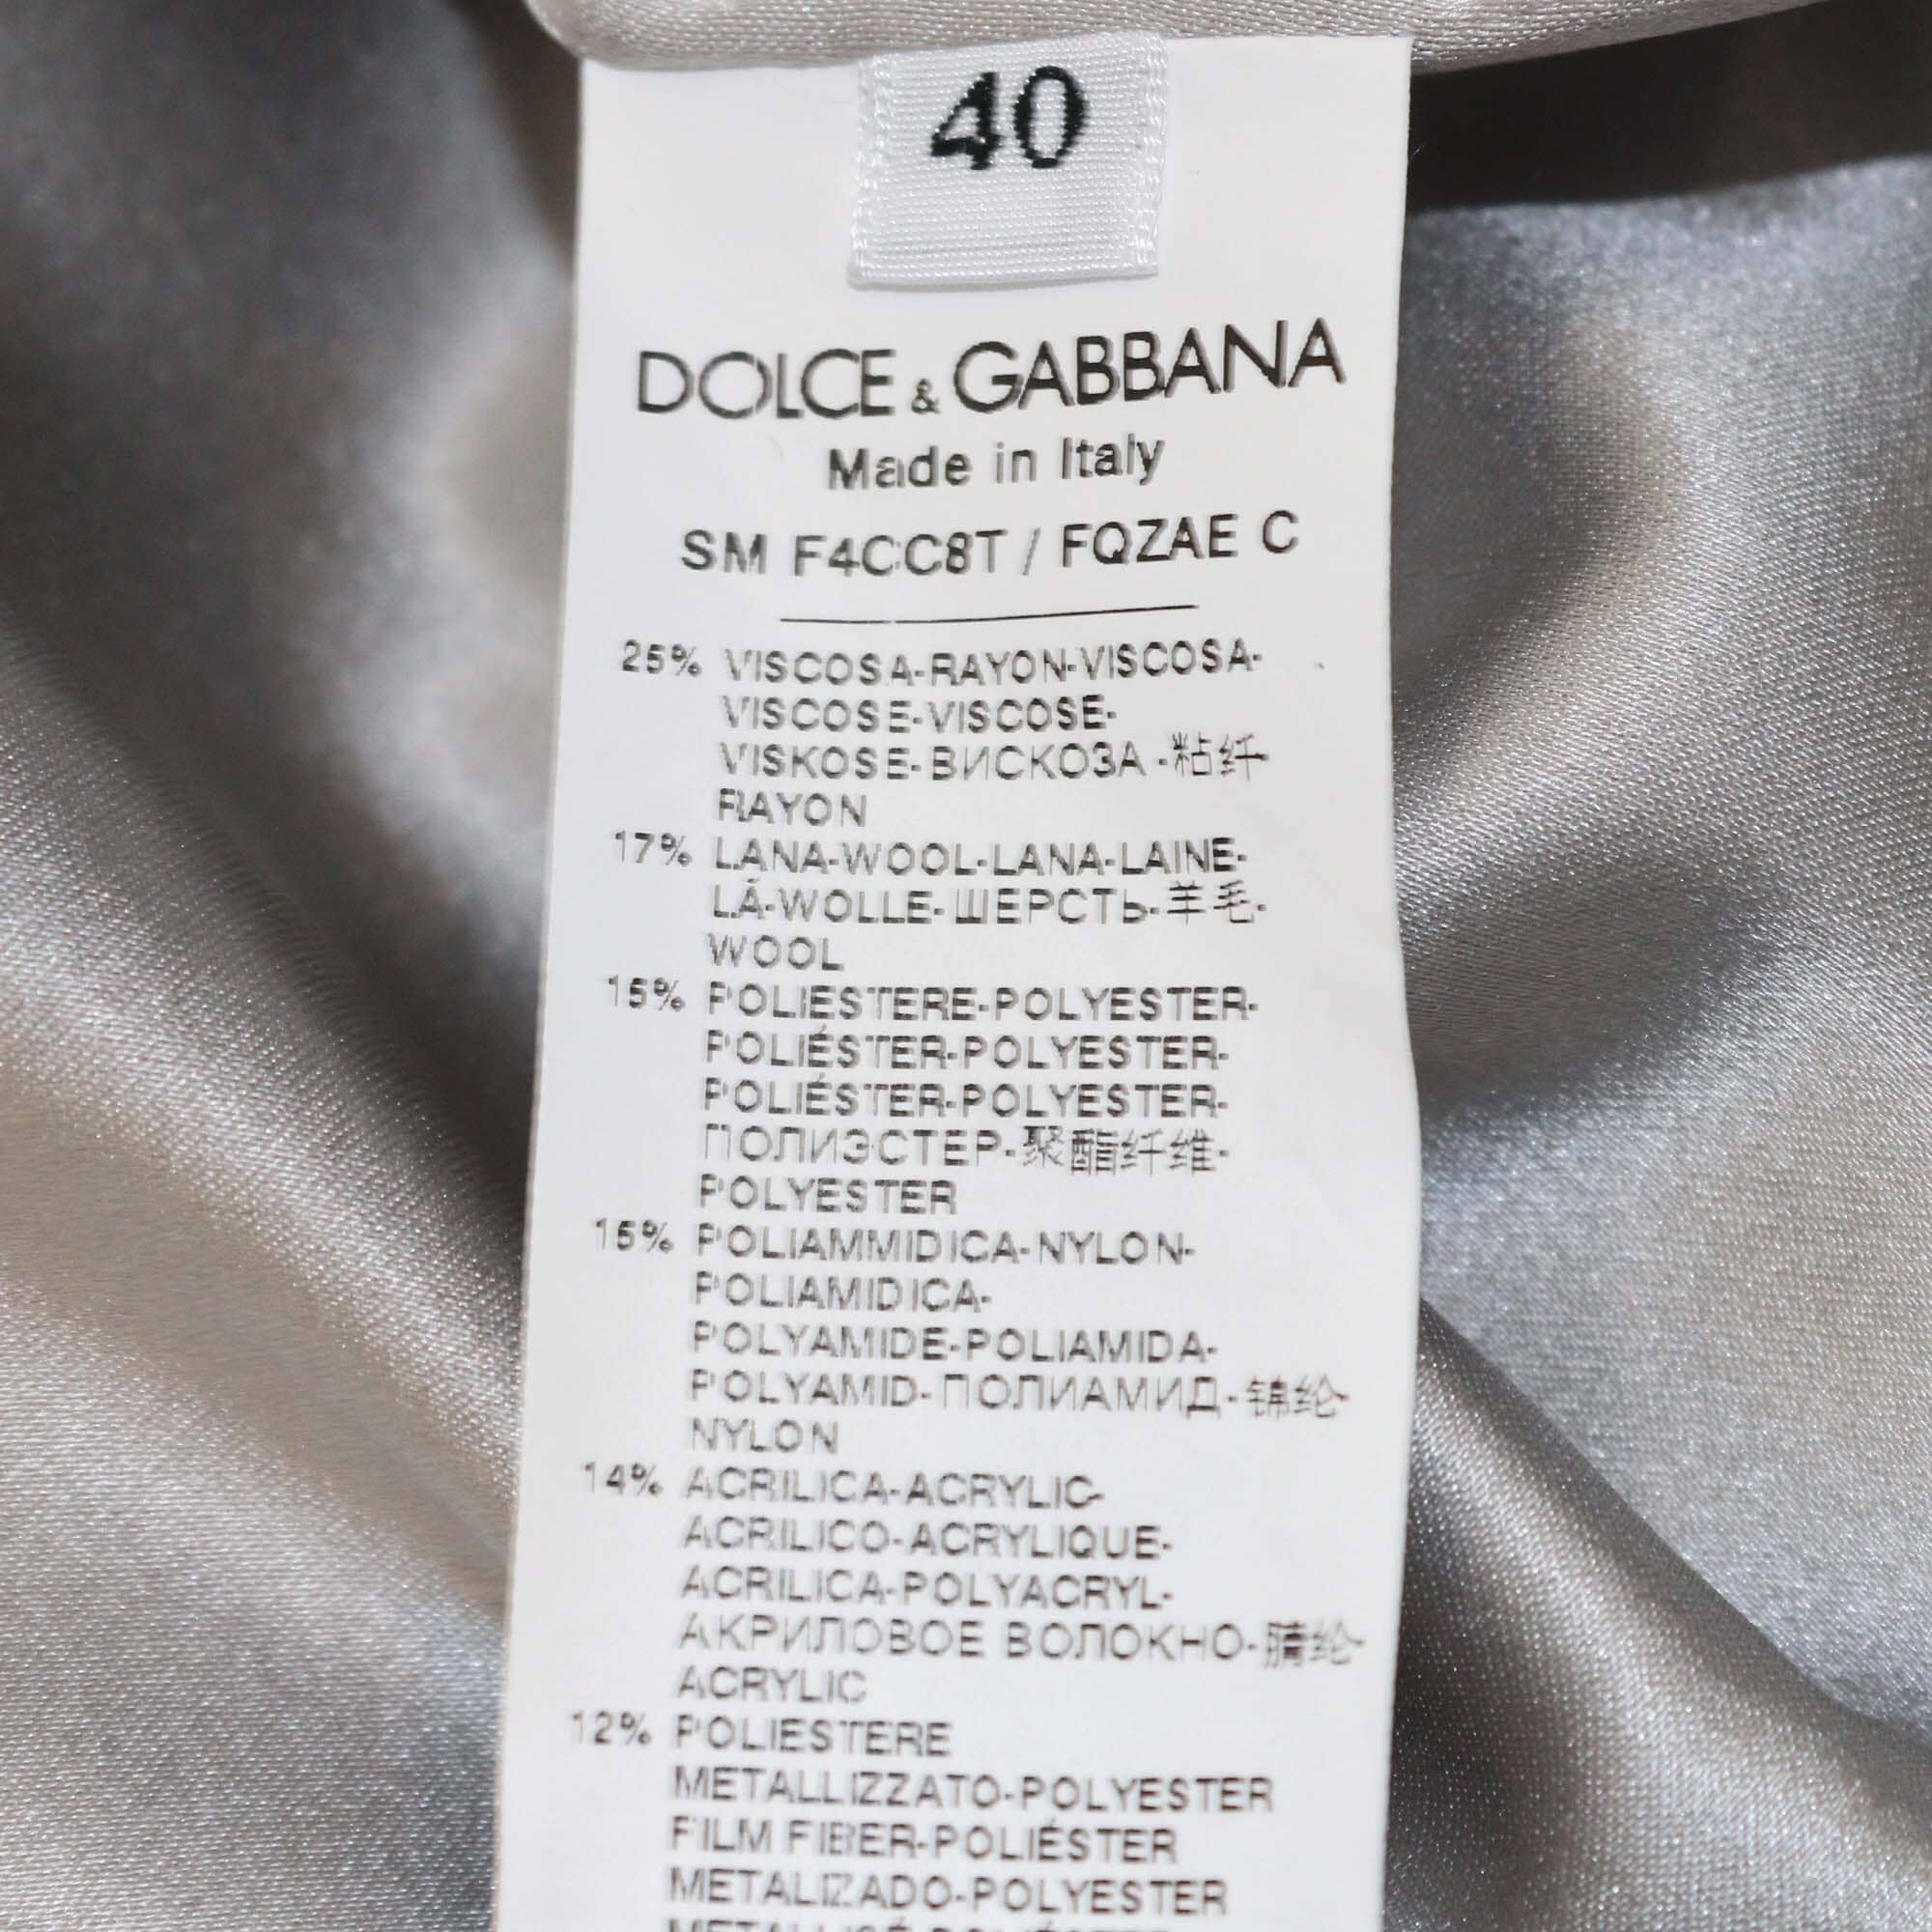 40
DOLCE & GABBANA
Made in Italy
SM F4CC8T / FQZAE C
25% VISCOSA-RAYON-VISCOSA-
VISCOSE-VISCOSE-
VISKOSE-ВИСКОЗА-粘纤-
RAYON
17% LANA-WOOL-LANA-LAINE-
LÃ-WOLLE-ШЕРСТЬ-羊毛-
WOOL
15% POLIESTERE-POLYESTER-
POLIÉSTER-POLYESTER-
POLIÉSTER-POLYESTER-
ПОЛИЭСТЕР-聚酯纤维-
POLYESTER
15% POLIAMMIDICA-NYLON-
POLIAMIDICA-
POLYAMIDE-POLIAMIDA-
POLYAMID-ПОЛИАМИД-锦纶-
NYLON
14% ACRILICA-ACRYLIC-
ACRILICO-ACRYLIQUE-
ACRILICA-POLYACRYL-
АКРИЛОВОЕ ВОЛОКНО-腈纶-
ACRYLIC
12% POLIESTERE
METALLIZZATO-POLYESTER
FILM FIBER-POLIÉSTER
METALIZADO-POLYESTER